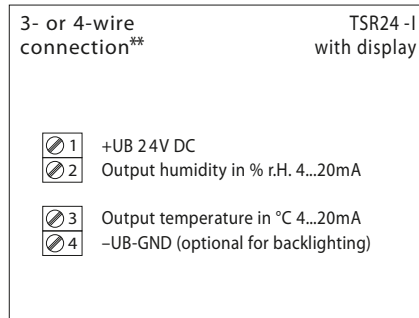 3- or 4-wire
connection**
TSR24 -I
with display
1 +UB 24V DC
2 Output humidity in % r.H. 4...20mA
3 Output temperature in °C 4...20mA
4 –UB-GND (optional for backlighting)